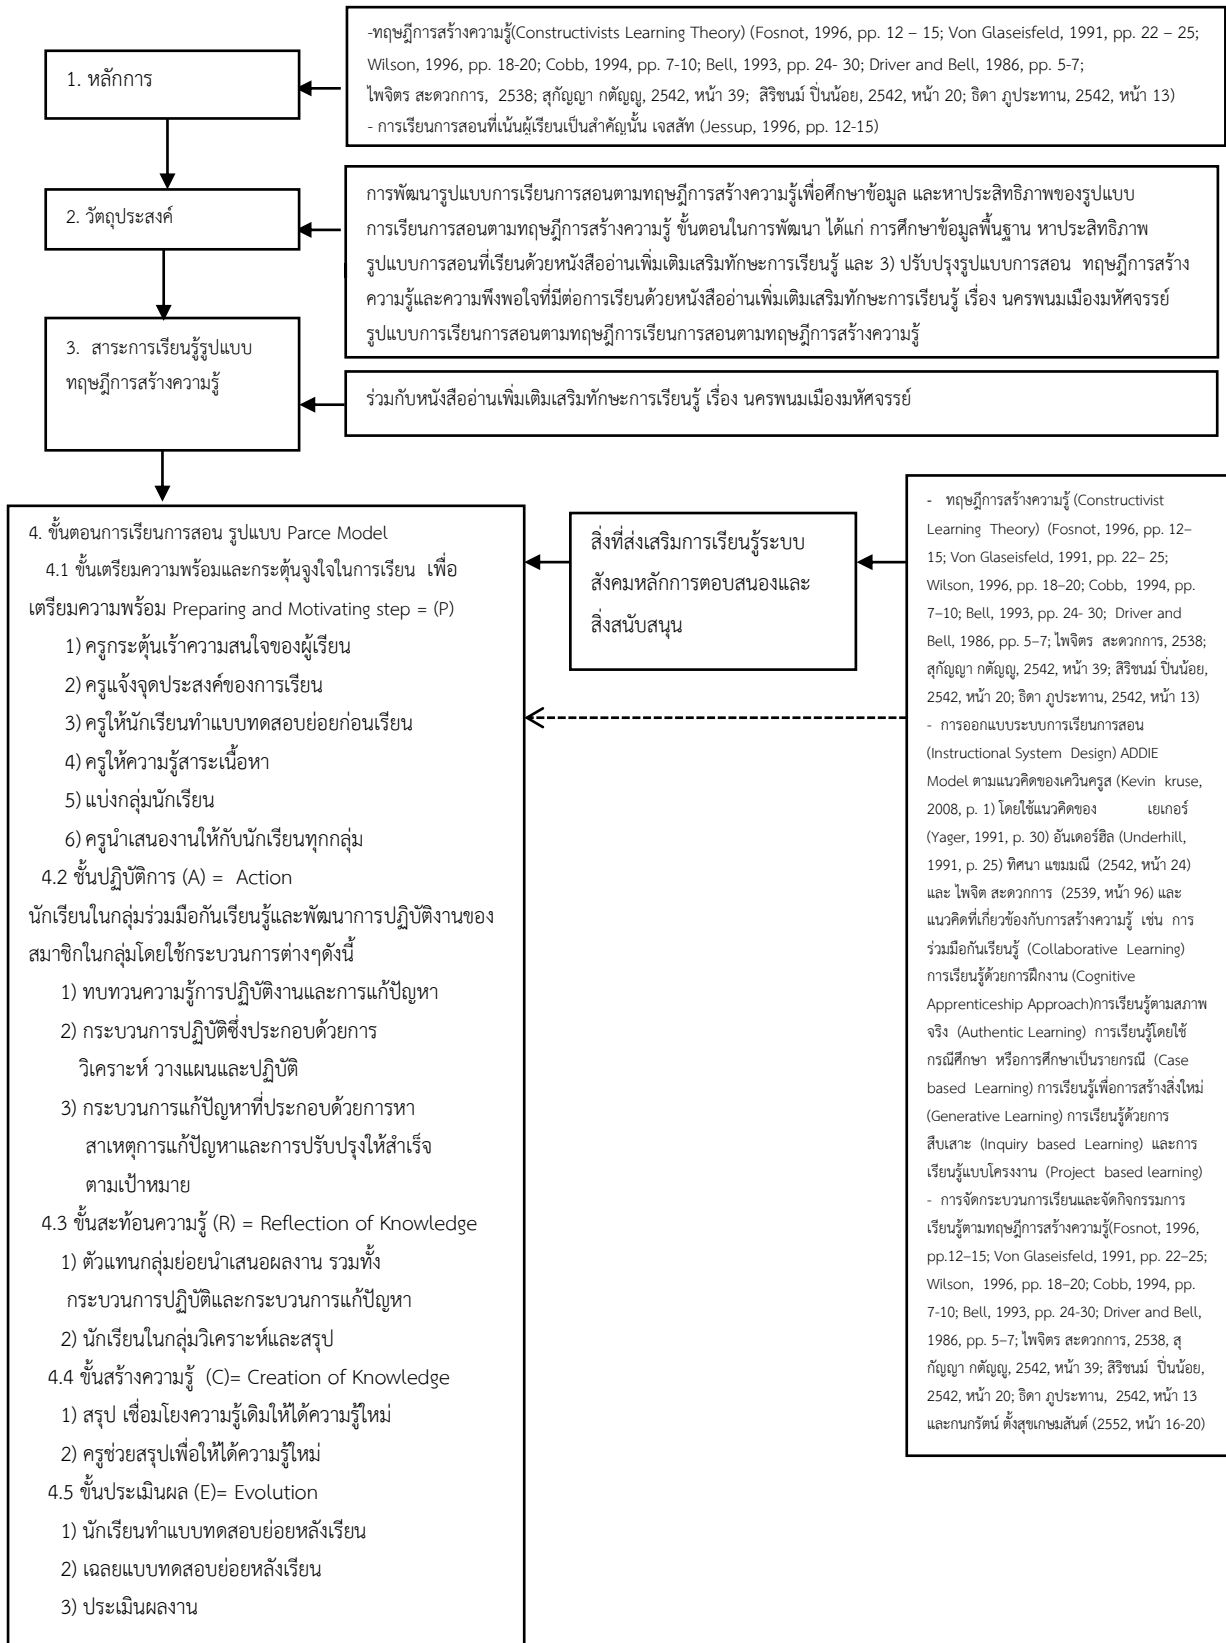 1. หลักการ
-ทฤษฎีการสร้างความรู้(Constructivists Learning Theory) (Fosnot, 1996, pp. 12 – 15; Von Glaseisfeld, 1991, pp. 22 – 25;
Wilson, 1996, pp. 18-20; Cobb, 1994, pp. 7-10; Bell, 1993, pp. 24- 30; Driver and Bell, 1986, pp. 5-7;
ไพจิตร สะดวกการ, 2538; สุกัญญา กตัญญู, 2542, หน้า 39; สิริชนม์ ปิ่นน้อย, 2542, หน้า 20; ธิดา ภูประทาน, 2542, หน้า 13)
- การเรียนการสอนที่เน้นผู้เรียนเป็นสำคัญนั้น เจสสัท (Jessup, 1996, pp. 12-15)
2. วัตถุประสงค์
การพัฒนารูปแบบการเรียนการสอนตามทฤษฎีการสร้างความรู้เพื่อศึกษาข้อมูล และหาประสิทธิภาพของรูปแบบ
การเรียนการสอนตามทฤษฎีการสร้างความรู้ ขั้นตอนในการพัฒนา ได้แก่ การศึกษาข้อมูลพื้นฐาน หาประสิทธิภาพ
รูปแบบการสอนที่เรียนด้วยหนังสืออ่านเพิ่มเติมเสริมทักษะการเรียนรู้ และ 3) ปรับปรุงรูปแบบการสอน ทฤษฎีการสร้าง
ความรู้และความพึงพอใจที่มีต่อการเรียนด้วยหนังสืออ่านเพิ่มเติมเสริมทักษะการเรียนรู้ เรื่อง นครพนมเมืองมหัศจรรย์
รูปแบบการเรียนการสอนตามทฤษฎีการเรียนการสอนตามทฤษฎีการสร้างความรู้
3. สาระการเรียนรู้รูปแบบ
ทฤษฎีการสร้างความรู้
ร่วมกับหนังสืออ่านเพิ่มเติมเสริมทักษะการเรียนรู้ เรื่อง นครพนมเมืองมหัศจรรย์
4. ขั้นตอนการเรียนการสอน รูปแบบ Parce Model
4.1 ขั้นเตรียมความพร้อมและกระตุ้นจูงใจในการเรียน เพื่อ
เตรียมความพร้อม Preparing and Motivating step = (P)
1) ครูกระตุ้นเร้าความสนใจของผู้เรียน
2) ครูแจ้งจุดประสงค์ของการเรียน
3) ครูให้นักเรียนทำแบบทดสอบย่อยก่อนเรียน
4) ครูให้ความรู้สาระเนื้อหา
5) แบ่งกลุ่มนักเรียน
6) ครูนำเสนองานให้กับนักเรียนทุกกลุ่ม
4.2 ชั้นปฏิบัติการ (A) = Action
นักเรียนในกลุ่มร่วมมือกันเรียนรู้และพัฒนาการปฏิบัติงานของ
สมาชิกในกลุ่มโดยใช้กระบวนการต่างๆดังนี้
1) ทบทวนความรู้การปฏิบัติงานและการแก้ปัญหา
2) กระบวนการปฏิบัติซึ่งประกอบด้วยการ
วิเคราะห์ วางแผนและปฏิบัติ
3) กระบวนการแก้ปัญหาที่ประกอบด้วยการหา
สาเหตุการแก้ปัญหาและการปรับปรุงให้สำเร็จ
ตามเป้าหมาย
4.3 ขั้นสะท้อนความรู้ (R) = Reflection of Knowledge
1) ตัวแทนกลุ่มย่อยนำเสนอผลงาน รวมทั้ง
กระบวนการปฏิบัติและกระบวนการแก้ปัญหา
2) นักเรียนในกลุ่มวิเคราะห์และสรุป
4.4 ขั้นสร้างความรู้ (C)= Creation of Knowledge
1) สรุป เชื่อมโยงความรู้เดิมให้ได้ความรู้ใหม่
2) ครูช่วยสรุปเพื่อให้ได้ความรู้ใหม่
4.5 ขั้นประเมินผล (E)= Evolution
1) นักเรียนทำแบบทดสอบย่อยหลังเรียน
2) เฉลยแบบทดสอบย่อยหลังเรียน
3) ประเมินผลงาน
สิ่งที่ส่งเสริมการเรียนรู้ระบบ
สังคมหลักการตอบสนองและ
สิ่งสนับสนุน
- ทฤษฎีการสร้างความรู้ (Constructivist
Learning Theory) (Fosnot, 1996, pp. 12–
15; Von Glaseisfeld, 1991, pp. 22– 25;
Wilson, 1996, pp. 18–20; Cobb, 1994, pp.
7–10; Bell, 1993, pp. 24- 30; Driver and
Bell, 1986, pp. 5–7; ไพจิตร สะดวกการ, 2538;
สุกัญญา กตัญญู, 2542, หน้า 39; สิริชนม์ ปิ่นน้อย,
2542, หน้า 20; ธิดา ภูประทาน, 2542, หน้า 13)
- การออกแบบระบบการเรียนการสอน
(Instructional System Design) ADDIE
Model ตามแนวคิดของเควินครูส (Kevin kruse,
2008, p. 1) โดยใช้แนวคิดของ เยเกอร์
(Yager, 1991, p. 30) อันเดอร์ฮิล (Underhill,
1991, p. 25) ทิศนา แขมมณี (2542, หน้า 24)
และ ไพจิต สะดวกการ (2539, หน้า 96) และ
แนวคิดที่เกี่ยวข้องกับการสร้างความรู้ เช่น การ
ร่วมมือกันเรียนรู้ (Collaborative Learning)
การเรียนรู้ด้วยการฝึกงาน (Cognitive
Apprenticeship Approach)การเรียนรู้ตามสภาพ
จริง (Authentic Learning) การเรียนรู้โดยใช้
กรณีศึกษา หรือการศึกษาเป็นรายกรณี (Case
based Learning) การเรียนรู้เพื่อการสร้างสิ่งใหม่
(Generative Learning) การเรียนรู้ด้วยการ
สืบเสาะ (Inquiry based Learning) และการ
เรียนรู้แบบโครงงาน (Project based learning)
- การจัดกระบวนการเรียนและจัดกิจกรรมการ
เรียนรู้ตามทฤษฎีการสร้างความรู้(Fosnot, 1996,
pp.12–15; Von Glaseisfeld, 1991, pp. 22–25;
Wilson, 1996, pp. 18–20; Cobb, 1994, pp.
7-10; Bell, 1993, pp. 24-30; Driver and Bell,
1986, pp. 5–7; ไพจิตร สะดวกการ, 2538, สุ
กัญญา กตัญญู, 2542, หน้า 39; สิริชนม์ ปิ่นน้อย,
2542, หน้า 20; ธิดา ภูประทาน, 2542, หน้า 13
และกนกรัตน์ ตั้งสุขเกษมสันต์ (2552, หน้า 16-20)